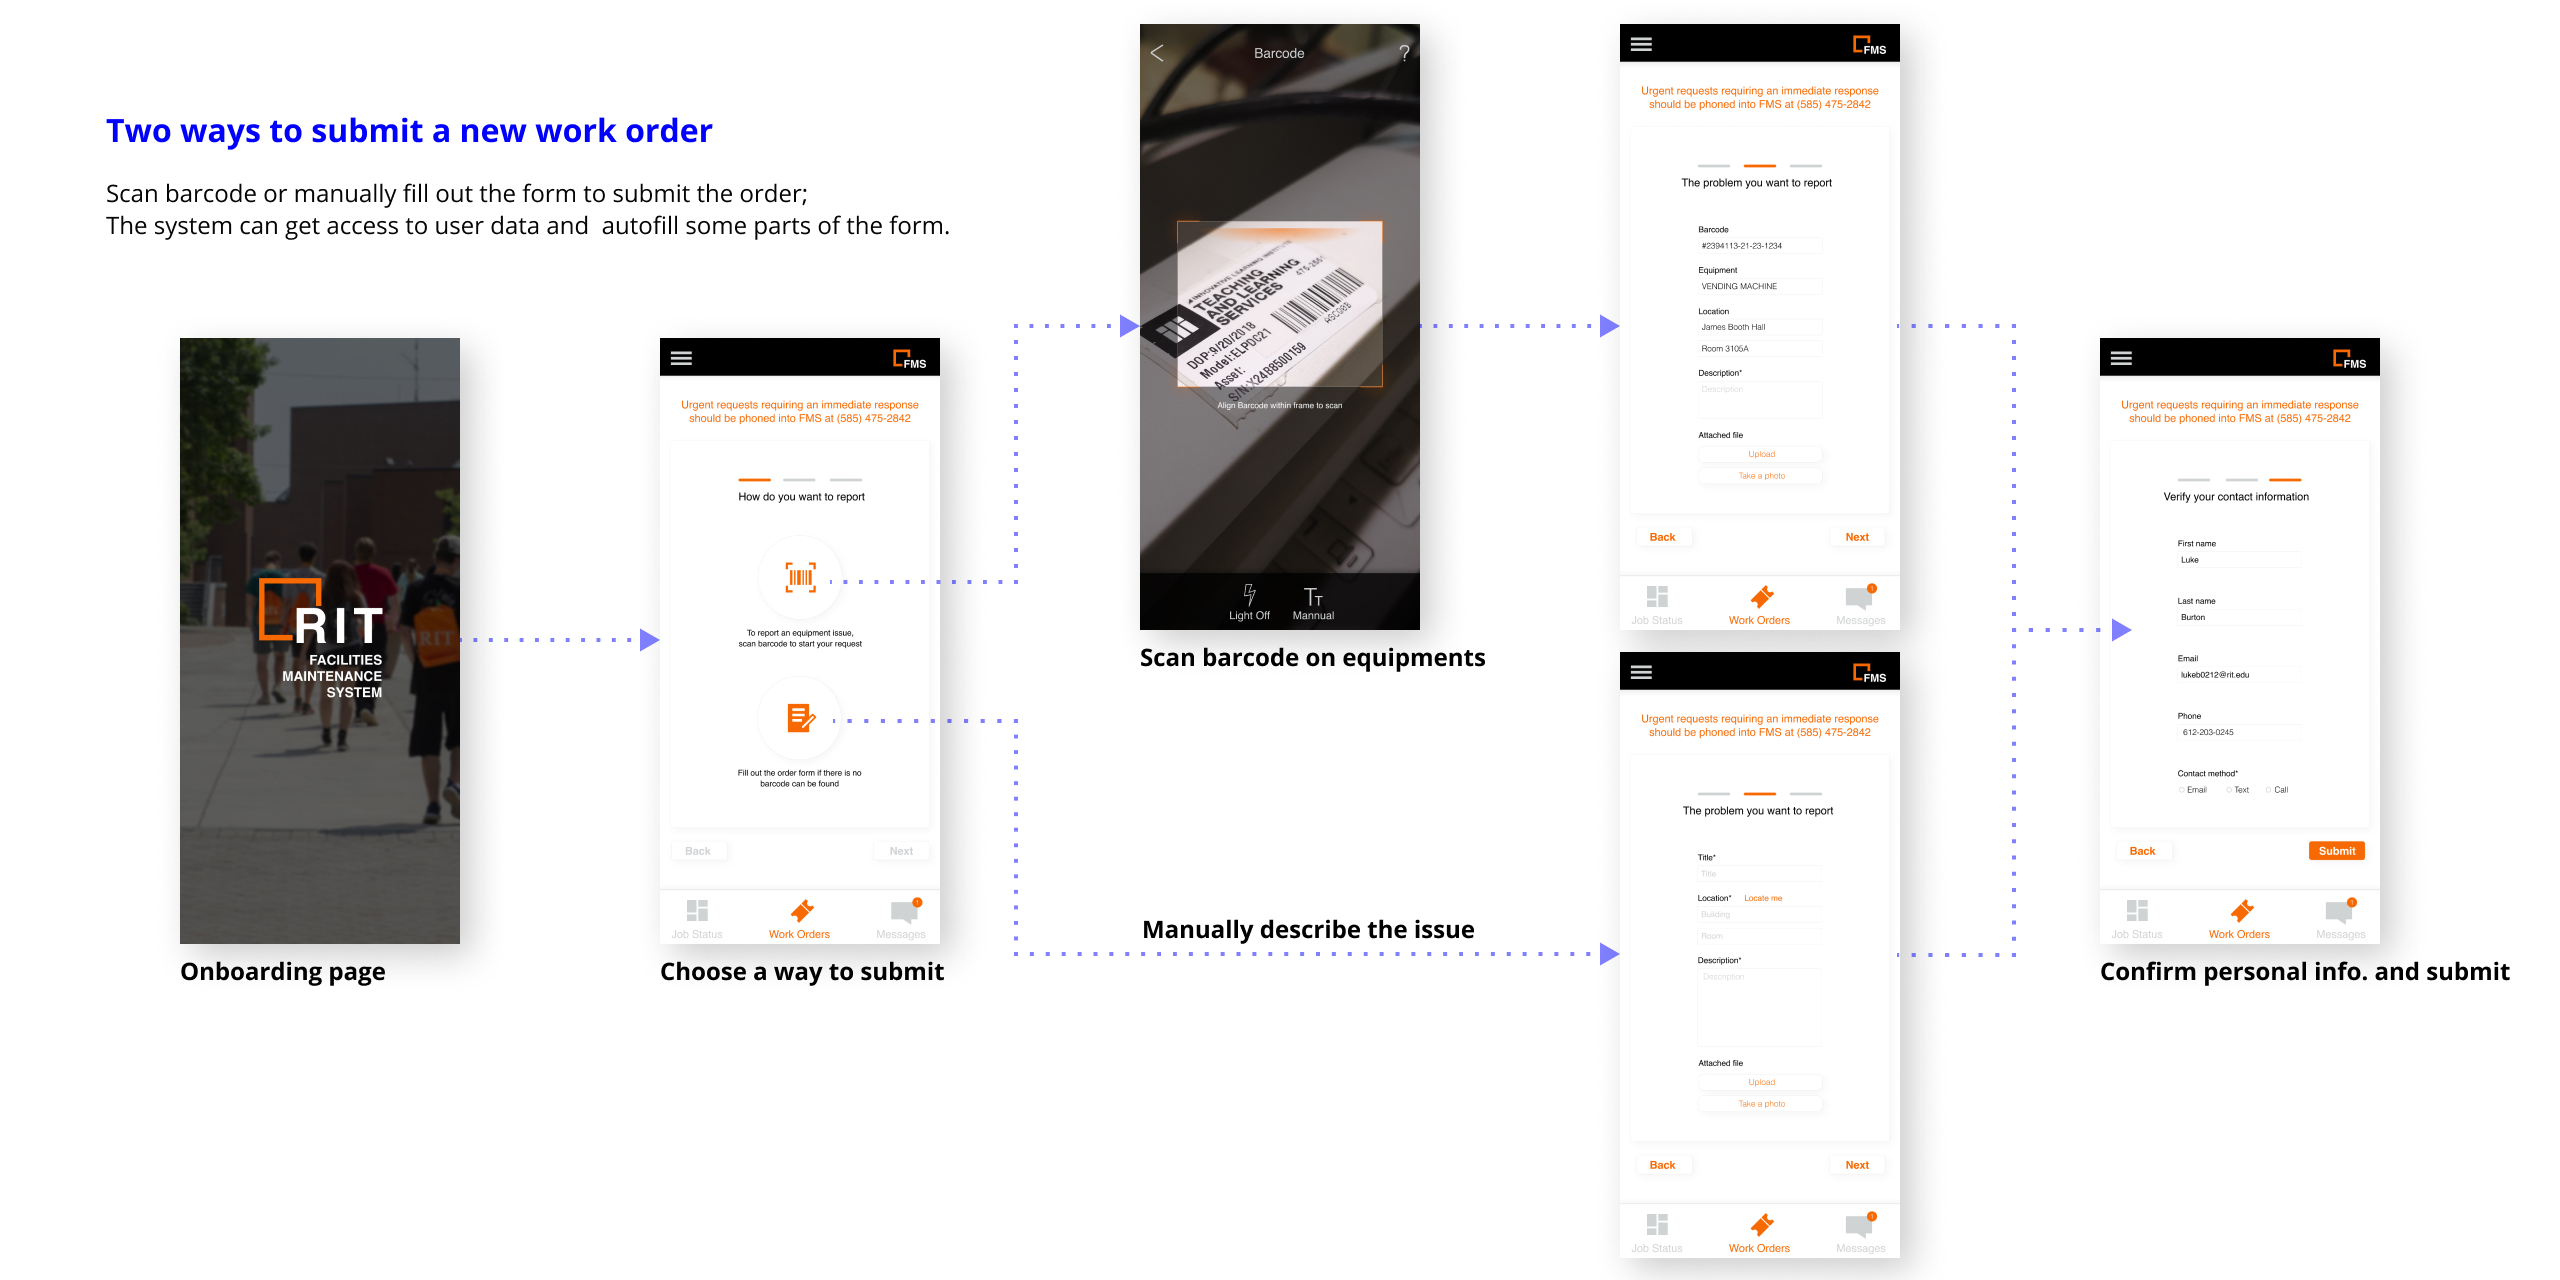 Two ways to submit a new work order
Scan barcode or manually fill out the form to submit the order;
The system can get access to user data and  autofill some parts of the form.
RIT
FACILITIES
MAINTENANCE
SYSTEM
Onboarding page
FMS
Urgent requests requiring an immediate response
should be phoned into FMS at (585) 475-2842
How do you want to report
To report an equipment issue,
scan barcode to start your request
Fill out the order form if there is no
barcode can be found
Back
Next
Job Status
Work Orders
Messages
Choose a way to submit
Barcode
?
INNOVATIVE LEARNING INSTITUTE
TEACHING
AND LEARNING
SERVICES
475-2551
DOP:9/20/2018
Model:ELPDC21
Asset:
S/N:X24B8500159
Align Barcode within frame to scan
Light Off
Mannual
Scan barcode on equipments
FMS
Urgent requests requiring an immediate response
should be phoned into FMS at (585) 475-2842
The problem you want to report
Barcode
#2394113-21-23-1234
Equipment
VENDING MACHINE
Location
James Booth Hall
Room 3105A
Description*
Description
Attached file
Upload
Take a photo
Back
Next
Job Status
Work Orders
Messages
Manually describe the issue
FMS
Urgent requests requiring an immediate response
should be phoned into FMS at (585) 475-2842
The problem you want to report
Title*
Title
Location*
Locate me
Building
Room
Description*
Description
Attached file
Upload
Take a photo
Back
Next
Job Status
Work Orders
Messages
FMS
Urgent requests requiring an immediate response
should be phoned into FMS at (585) 475-2842
Verify your contact information
First name
Luke
Last name
Burton
Email
lukeb0212@rit.edu
Phone
612-203-0245
Contact method*
Email
Text
Call
Back
Submit
Job Status
Work Orders
Messages
Confirm personal info. and submit